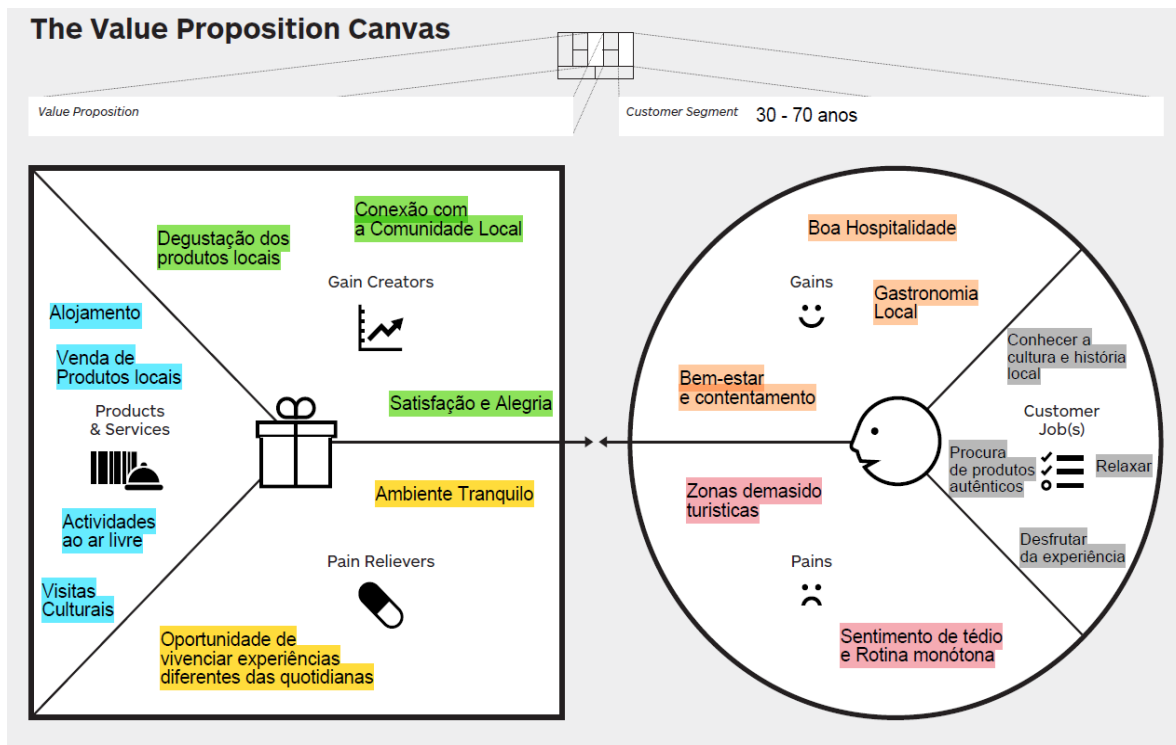 The Value Proposition Canvas
Value Proposition
Customer Segment 30 - 70 anos
Conexão com
a Comunidade Local
Degustação dos
produtos locais
Gain Creators
Alojamento
Venda de
Produtos locais
Satisfação e Alegria
Products
& Services
Ambiente Tranquilo
Actividades
ao ar livre
Pain Relievers
Visitas
Culturais
Oportunidade de
vivenciar experiências
diferentes das quotidianas
Boa Hospitalidade
Gains
Gastronomia
Local
Bem-estar
e contentamento
Conhecer a
cultura e história
local
Customer
Job(s)
Procura
de produtos
autênticos
Relaxar
Desfrutar
da experiência
Zonas demasido
turisticas
Pains
Sentimento de tédio
e Rotina monótona